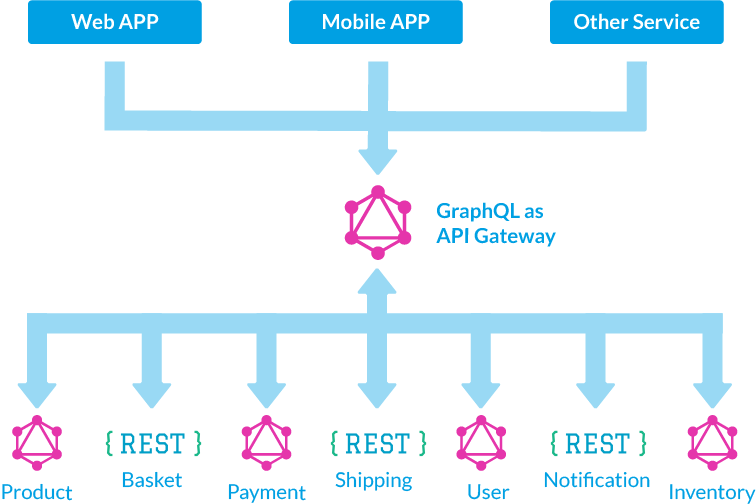 Web APP
Mobile APP
Other Service
GraphQL as
API Gateway
{ REST }
{ REST }
{ REST }
Product
Basket
Payment
Shipping
User
Notification
Inventory